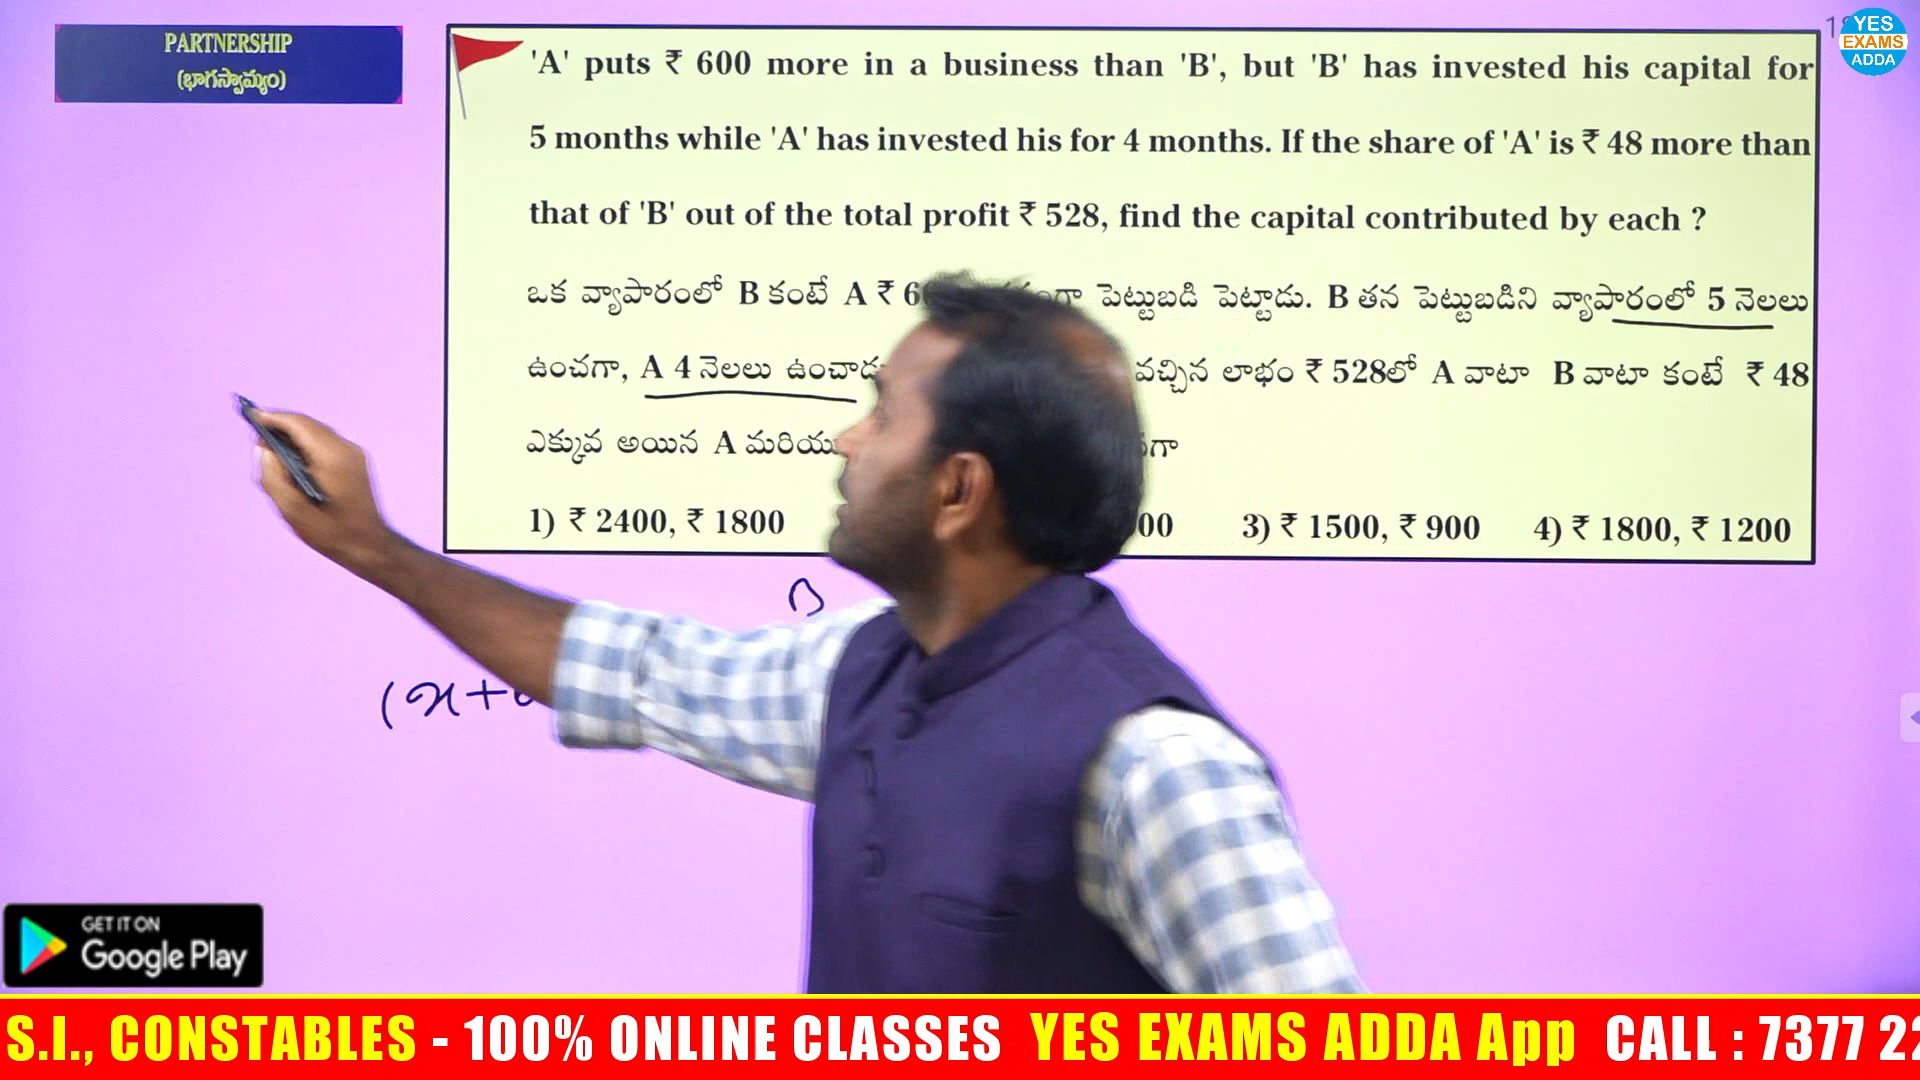 PARTNERSHIP
(భాగస్వామ్యం)
YES
EXAMS
ADDA
'A' puts ₹ 600 more in a business than 'B', but 'B' has invested his capital for
5 months while 'A' has invested his for 4 months. If the share of 'A' is ₹ 48 more than
that of 'B' out of the total profit ₹ 528, find the capital contributed by each ?
ఒక వ్యాపారంలో B కంటే A ₹ పెట్టుబడి పెట్టాడు. B తన పెట్టుబడిని వ్యాపారంలో 5 నెలలు
ఉంచగా, A 4 నెలలు వచ్చిన లాభం ₹ 528లో A వాటా B వాటా కంటే ₹ 48
ఎక్కువ అయిన A
1) ₹ 2400, ₹ 1800 3) ₹ 1500, ₹ 900 4) ₹ 1800, ₹ 1200
B
(x+
GET IT ON
Google Play
S.I., CONSTABLES - 100% ONLINE CLASSES YES EXAMS ADDA App CALL : 7377 22